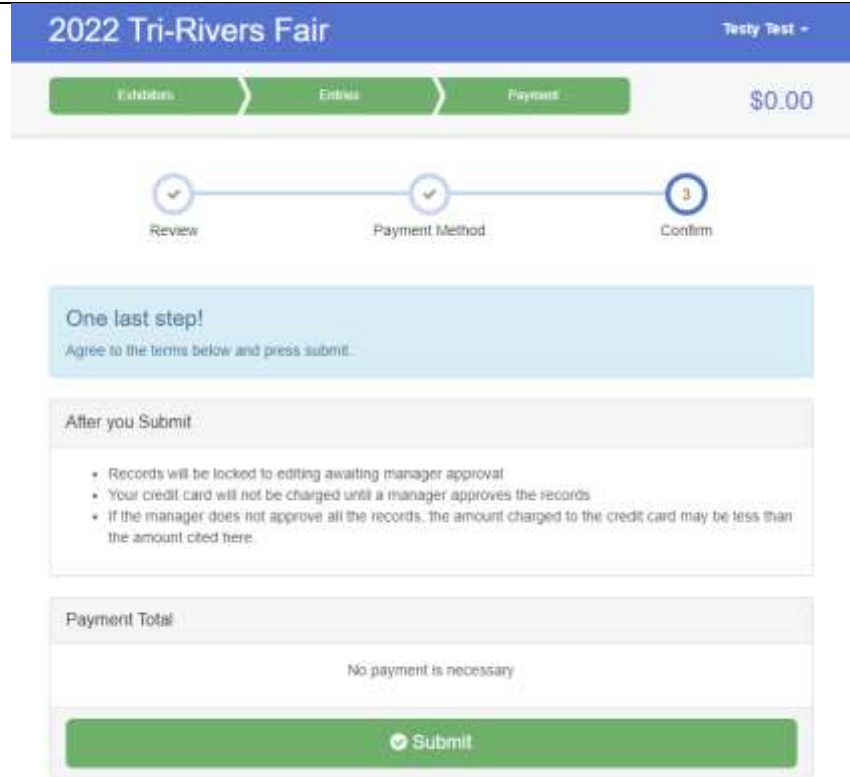 2022 Tri-Rivers Fair
Testy Test
Exhibitors
Entries
Payment
$0.00
3
Review
Payment Method
Confirm
One last step!
Agree to the terms below and press submit.
After you Submit
• Records will be locked to editing awaiting manager approval
• Your credit card will not be charged until a manager approves the records
• If the manager does not approve all the records, the amount charged to the credit card may be less than
the amount cited here
Payment Total
No payment is necessary
Submit